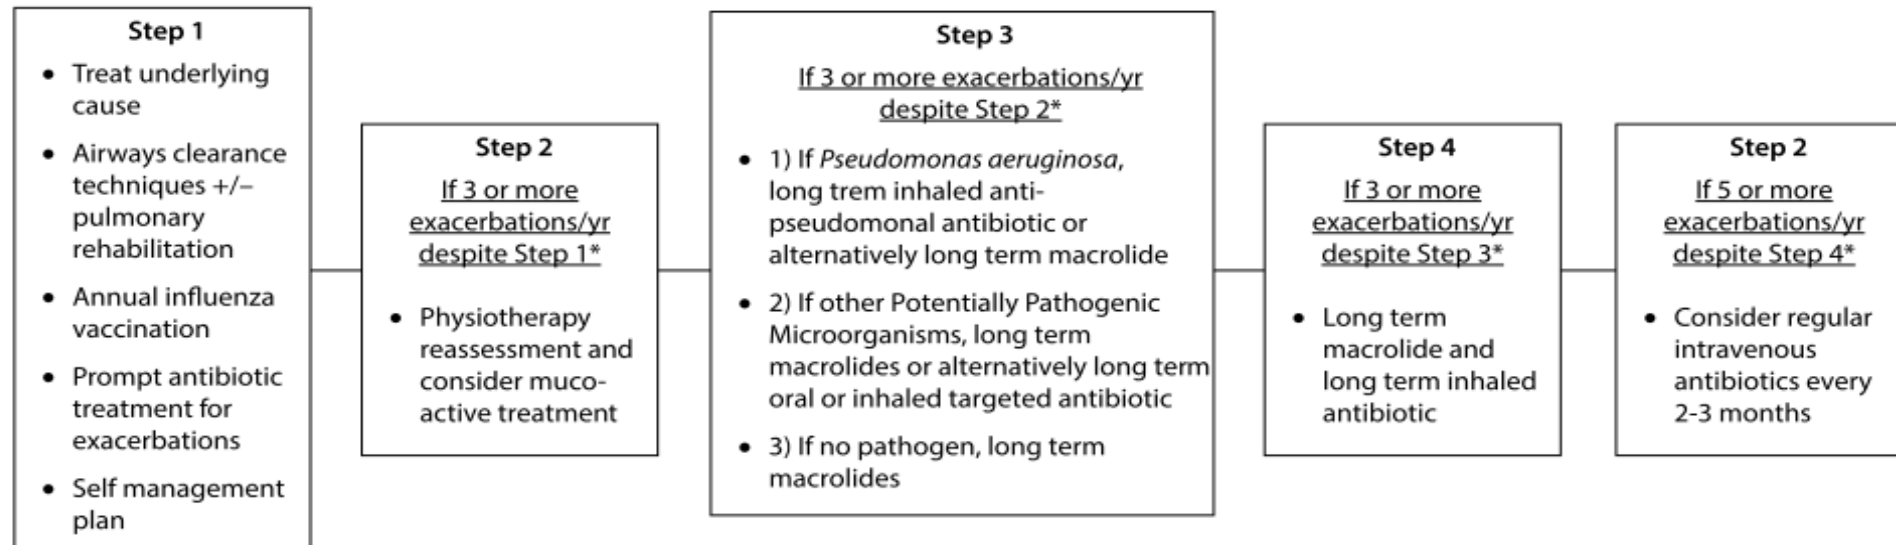 Step 1
• Treat underlying
cause
• Airways clearance
techniques +/–
pulmonary
rehabilitation
• Annual influenza
vaccination
• Prompt antibiotic
treatment for
exacerbations
• Self management
plan
Step 2
If 3 or more
exacerbations/yr
despite Step 1*
• Physiotherapy
reassessment and
consider muco-
active treatment
Step 3
If 3 or more exacerbations/yr
despite Step 2*
• 1) If Pseudomonas aeruginosa,
long trem inhaled anti-
pseudomonal antibiotic or
alternatively long term macrolide
• 2) If other Potentially Pathogenic
Microorganisms, long term
macrolides or alternatively long term
oral or inhaled targeted antibiotic
• 3) If no pathogen, long term
macrolides
Step 4
If 3 or more
exacerbations/yr
despite Step 3*
• Long term
macrolide and
long term inhaled
antibiotic
Step 2
If 5 or more
exacerbations/yr
despite Step 4*
• Consider regular
intravenous
antibiotics every
2-3 months